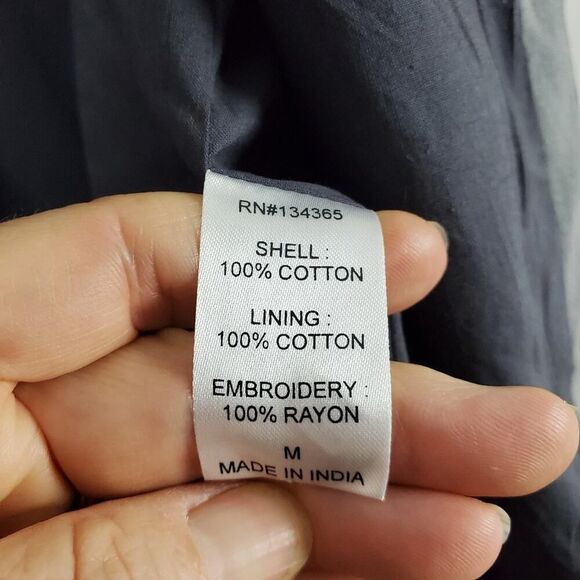 RN#134365
SHELL :
100% COTTON
LINING :
100% COTTON
EMBROIDERY :
100% RAYON
M
MADE IN INDIA